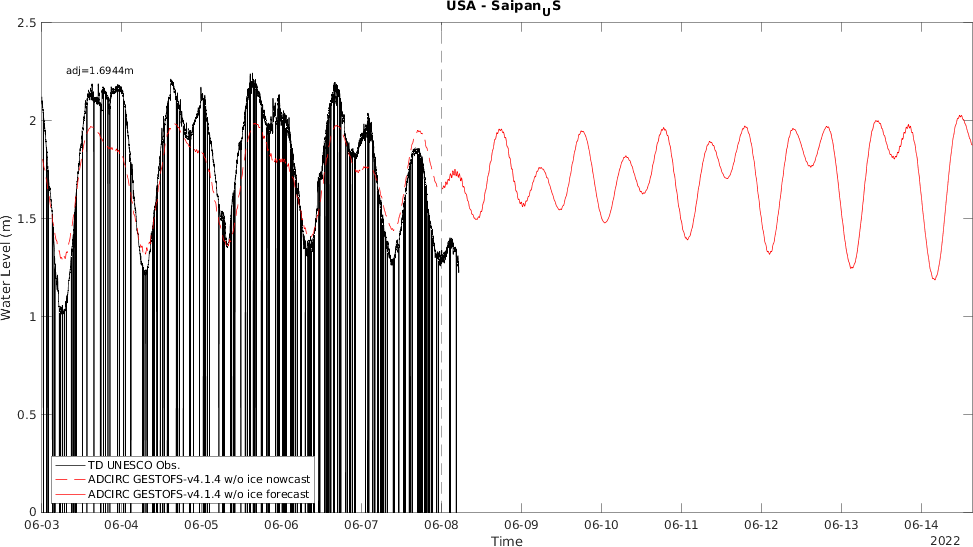 USA - Saipan_US
2.5
adj=1.6944m
2
1.5
Water Level (m)
1
0.5
TD UNESCO Obs.
ADCIRC GESTOFS-v4.1.4 w/o ice nowcast
ADCIRC GESTOFS-v4.1.4 w/o ice forecast
0
06-03 06-04 06-05 06-06 06-07 06-08 06-09 06-10 06-11 06-12 06-13 06-14
Time
2022